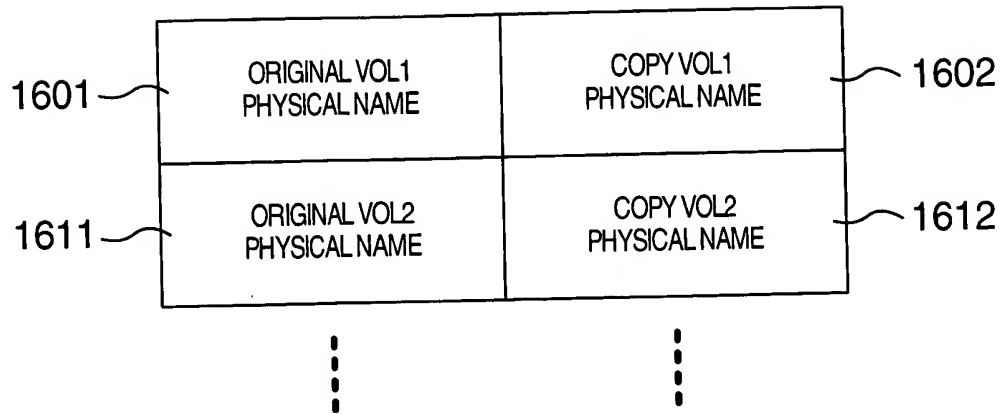 ORIGINAL VOL1 COPY VOL1
1601 PHYSICAL NAME PHYSICAL NAME 1602
ORIGINAL VOL2 COPY VOL2
1611 PHYSICAL NAME PHYSICAL NAME 1612